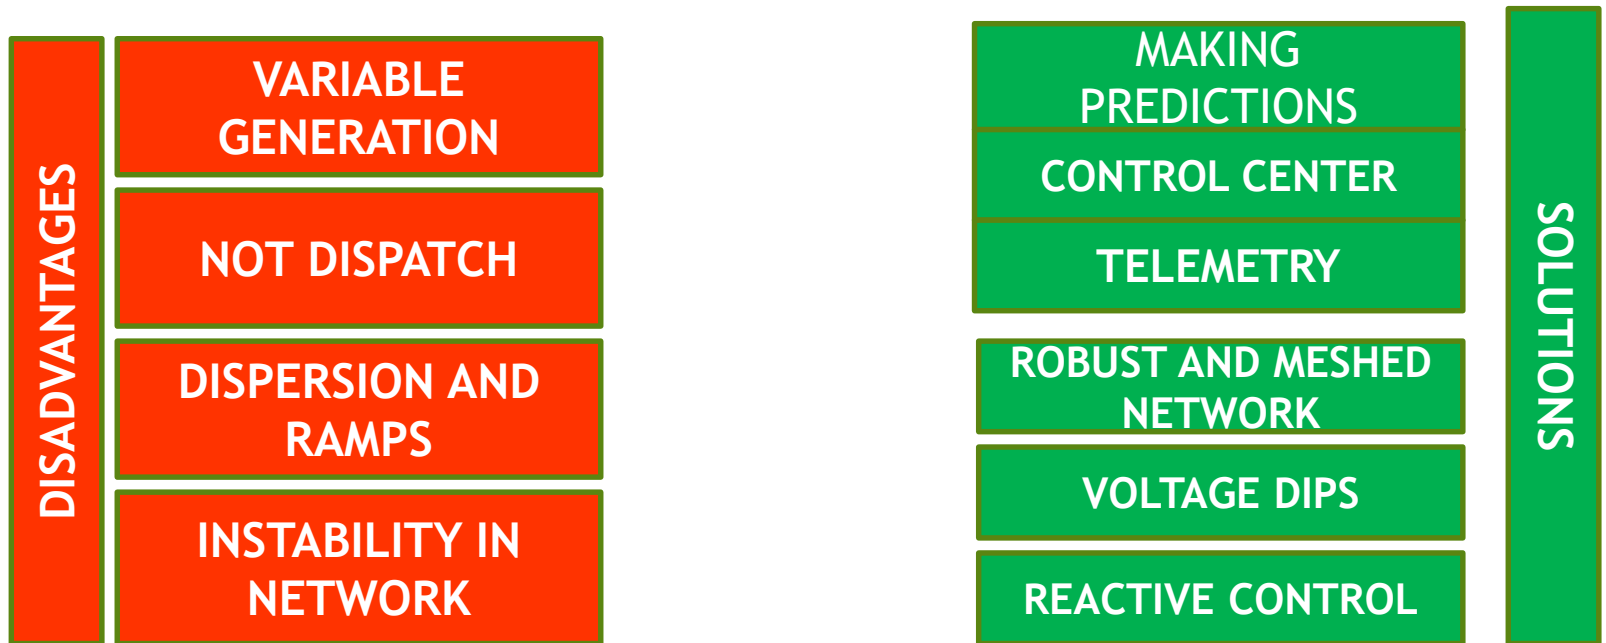 DISADVANTAGES
VARIABLE
GENERATION
NOT DISPATCH
DISPERSION AND
RAMPS
INSTABILITY IN
NETWORK
MAKING
PREDICTIONS
CONTROL CENTER
TELEMETRY
ROBUST AND MESHED
NETWORK
VOLTAGE DIPS
REACTIVE CONTROL
SOLUTIONS